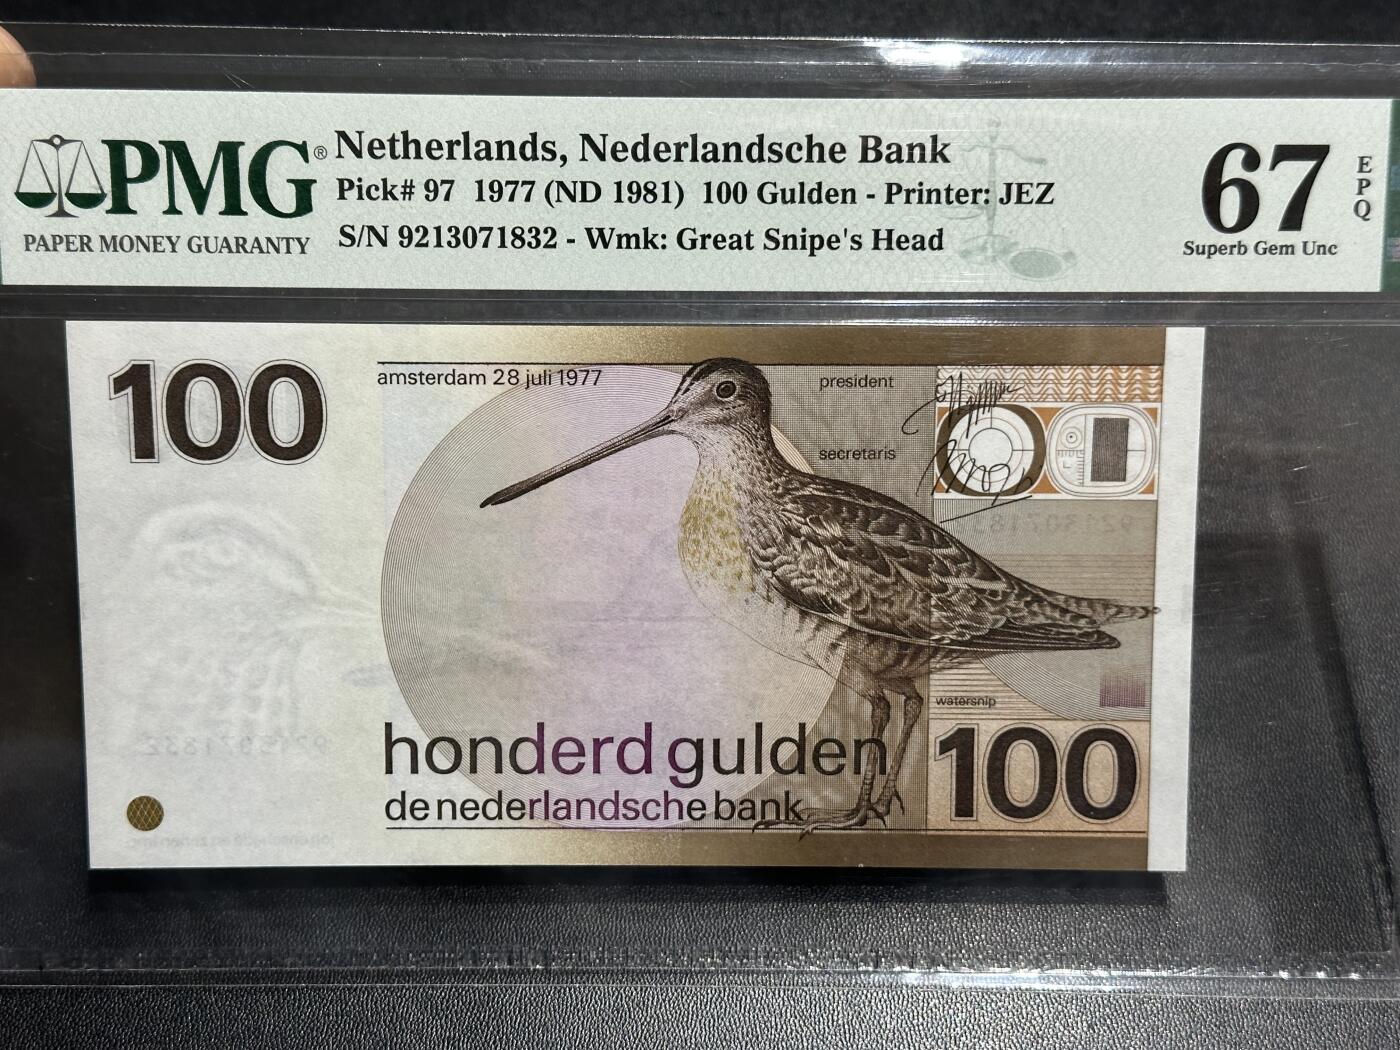 PMG®
PAPER MONEY GUARANTY
Netherlands, Nederlandsche Bank
Pick# 97 1977 (ND 1981) 100 Gulden - Printer: JEZ
S/N 9213071832 - Wmk: Great Snipe's Head
67
EPQ
Superb Gem Unc
100
amsterdam 28 juli 1977
president
secretaris
watersnip
honderd gulden
de nederlandsche bank
100